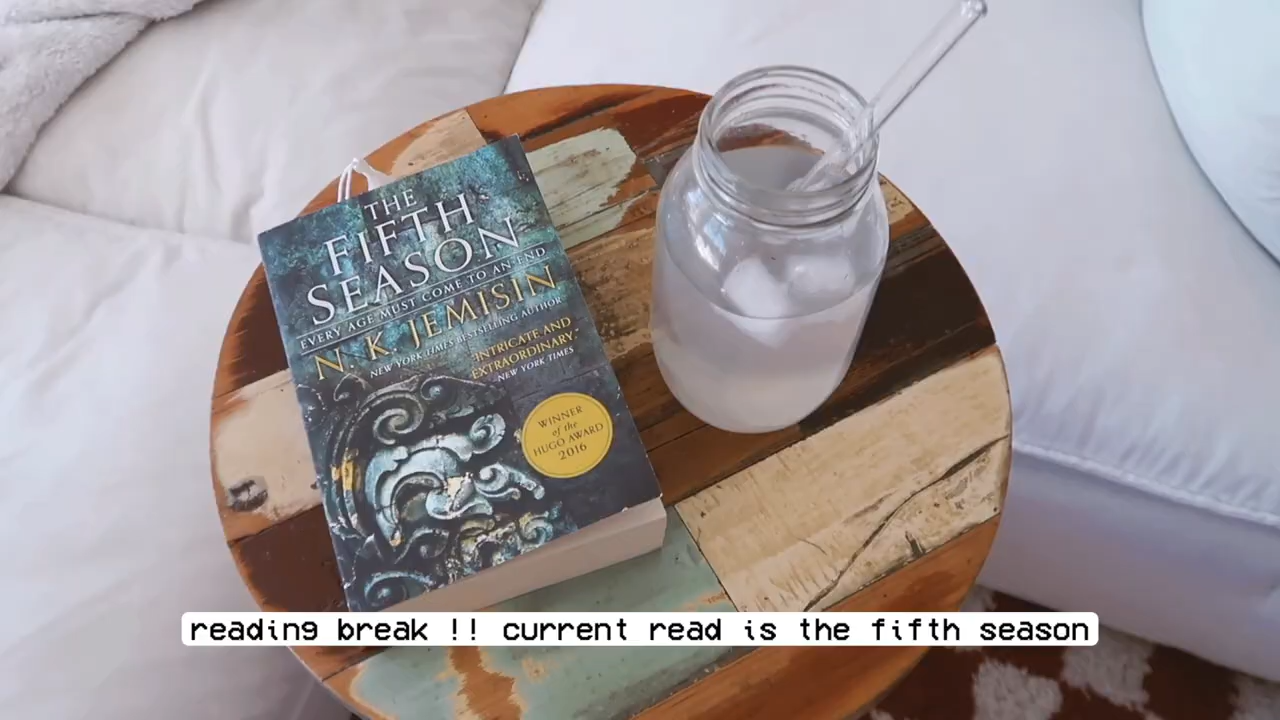 THE
FIFTH
SEASON
EVERY AGE MUST COME TO AN END
N. K. JEMISIN
NEW YORK TIMES BESTSELLING AUTHOR
"INTRICATE AND
EXTRAORDINARY."
—NEW YORK TIMES
WINNER
of the
HUGO AWARD
2016
reading break !! current read is the fifth season